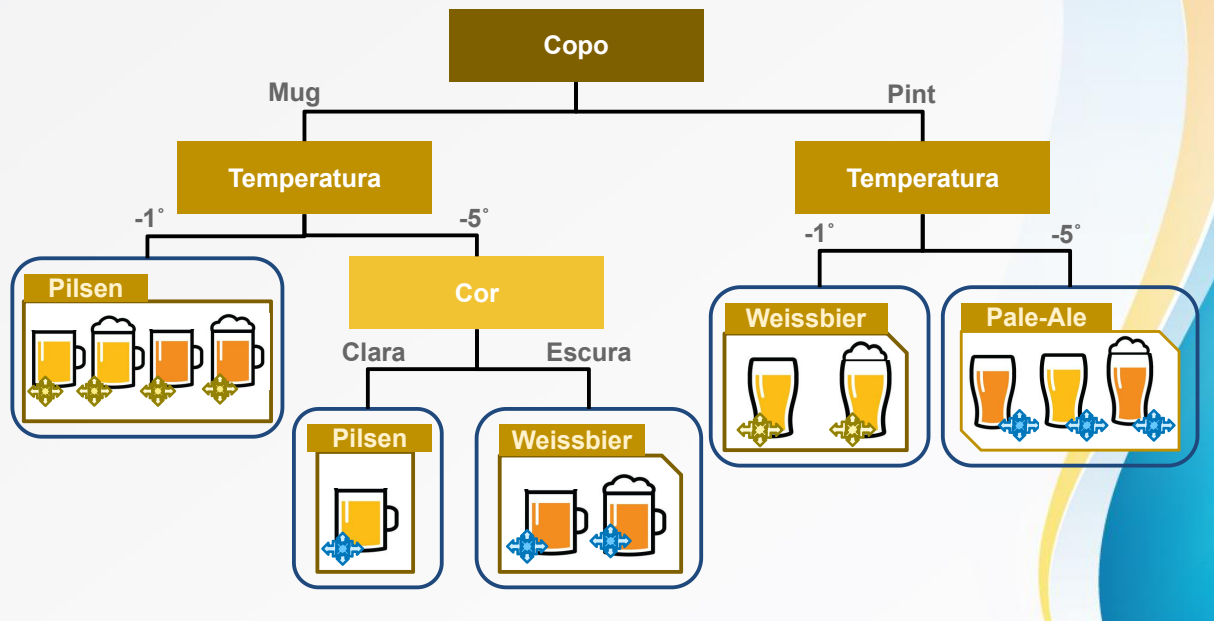 Copo
Mug
Pint
Temperatura
Temperatura
-1°
-5°
-1°
-5°
Pilsen
Cor
Weissbier
Pale-Ale
Clara
Escura
Pilsen
Weissbier